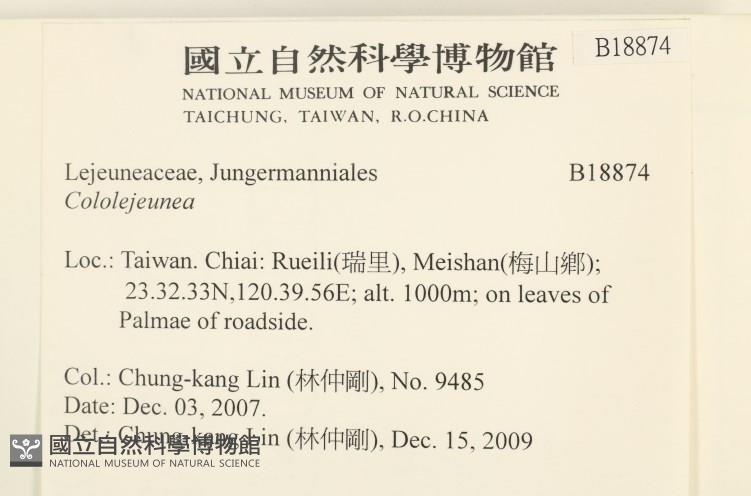 國立自然科學博物館
B18874
NATIONAL MUSEUM OF NATURAL SCIENCE
TAICHUNG, TAIWAN, R.O.CHINA
Lejeuneaceae, Jungermanniales B18874
Cololejeunea
Loc.: Taiwan. Chiai: Rueili(瑞里), Meishan(梅山鄉);
23.32.33N,120.39.56E; alt. 1000m; on leaves of
Palmae of roadside.
Col.: Chung-kang Lin (林仲剛), No. 9485
Date: Dec. 03, 2007.
Det.: Chung-kang Lin (林仲剛), Dec. 15, 2009
國立自然科學博物館
NATIONAL MUSEUM OF NATURAL SCIENCE